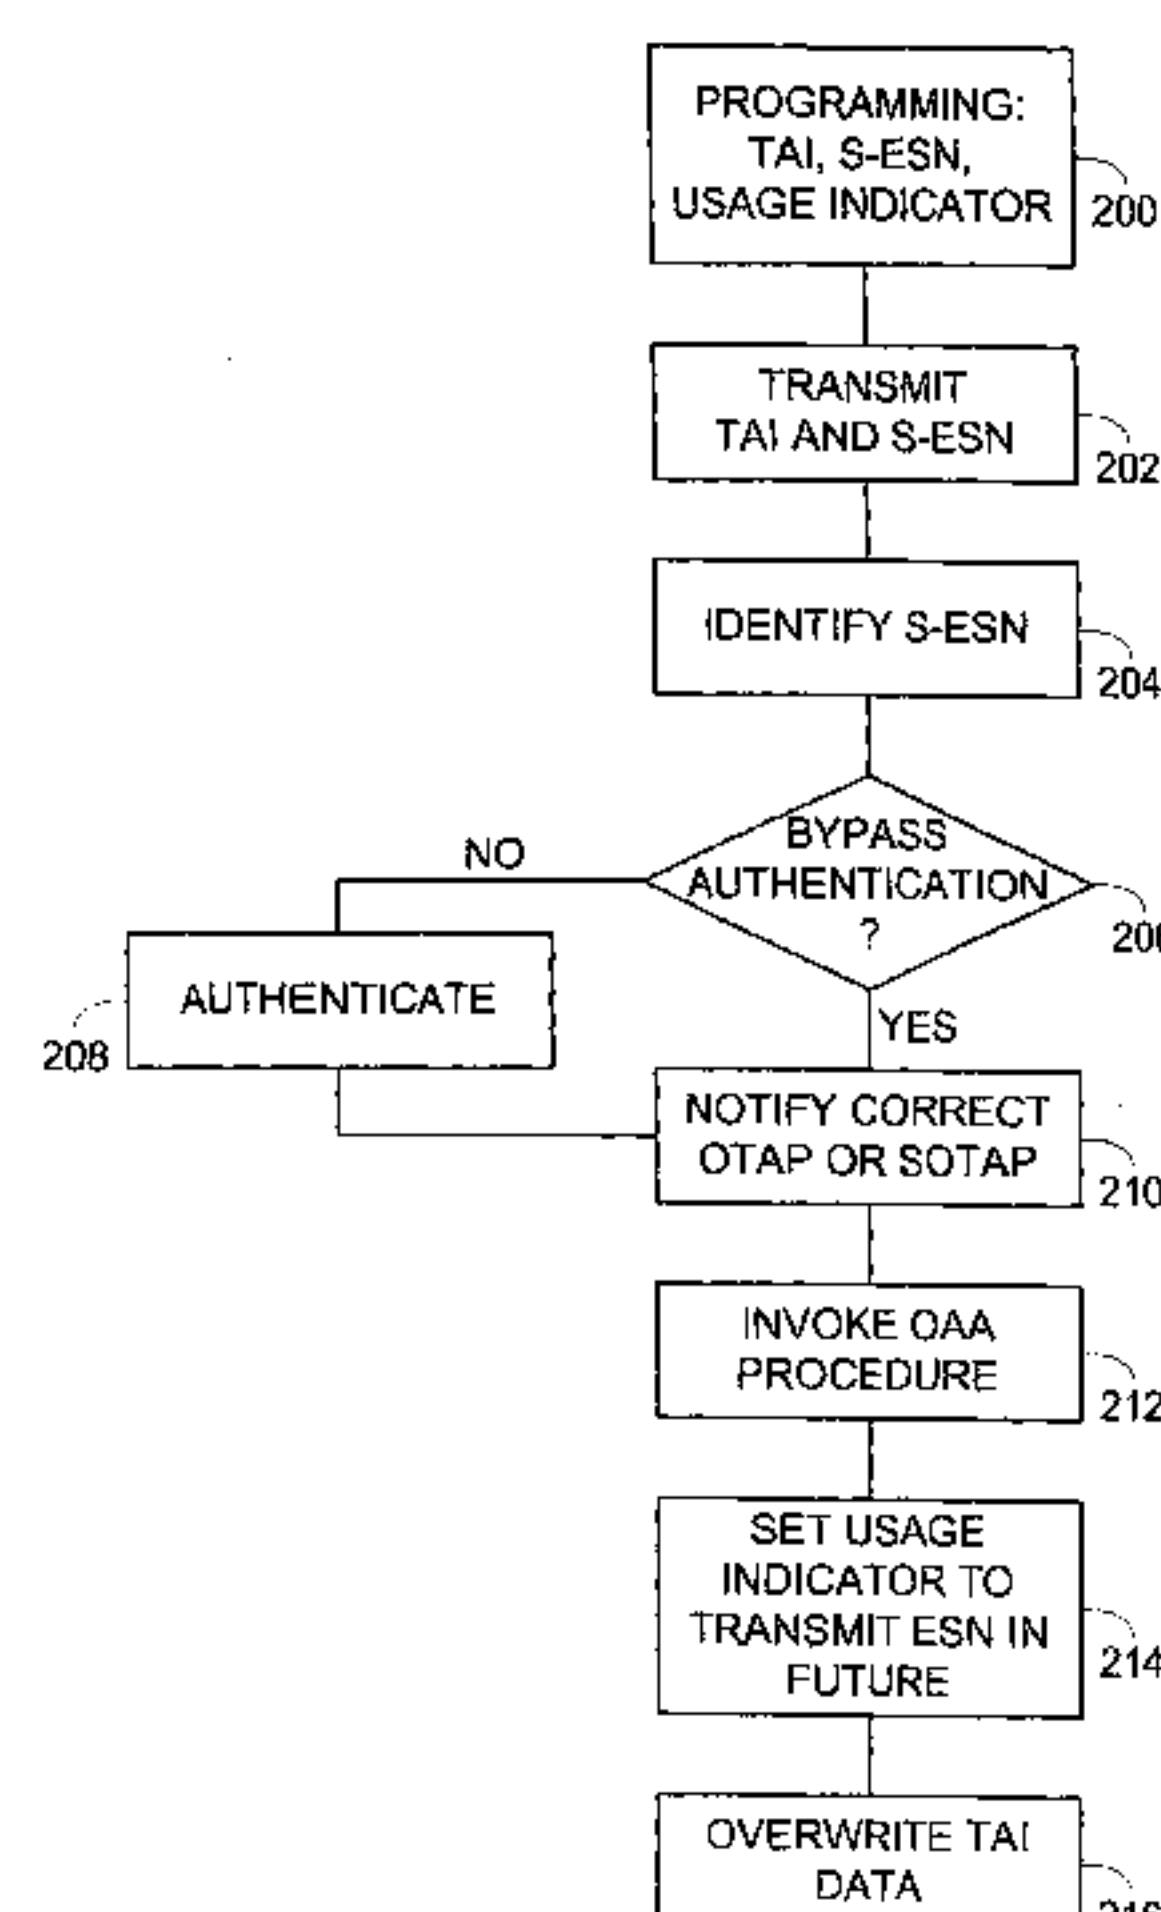 PROGRAMMING:
TAI, S-ESN,
USAGE INDICATOR
200
TRANSMIT
TAI AND S-ESN
202
IDENTIFY S-ESN
204
BYPASS
AUTHENTICATION
?
NO
AUTHENTICATE
208
YES
NOTIFY CORRECT
OTAP OR SOTAP
210
INVOKE OAA
PROCEDURE
212
SET USAGE
INDICATOR TO
TRANSMIT ESN IN
FUTURE
214
OVERWRITE TAI
DATA